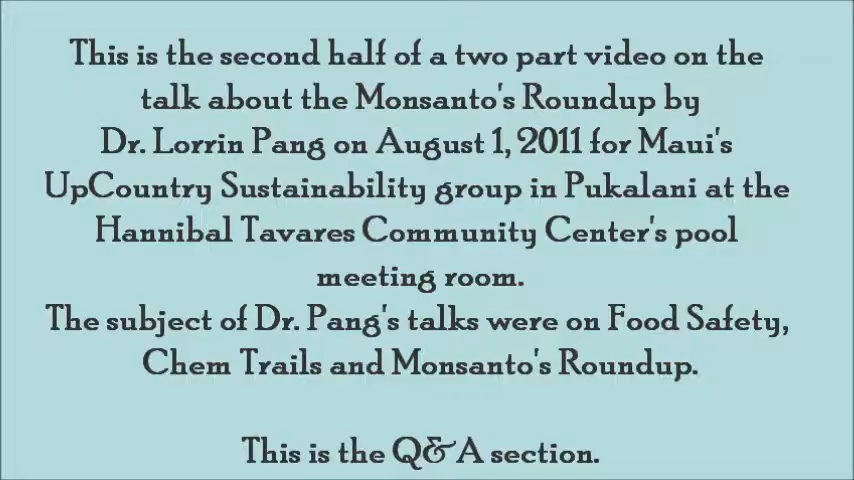 This is the second half of a two part video on the
talk about the Monsanto's Roundup by
Dr. Lorrin Pang on August 1, 2011 for Maui's
UpCountry Sustainability group in Pukalani at the
Hannibal Tavares Community Center's pool
meeting room.
The subject of Dr. Pang's talks were on Food Safety,
Chem Trails and Monsanto's Roundup.
This is the Q&A section.